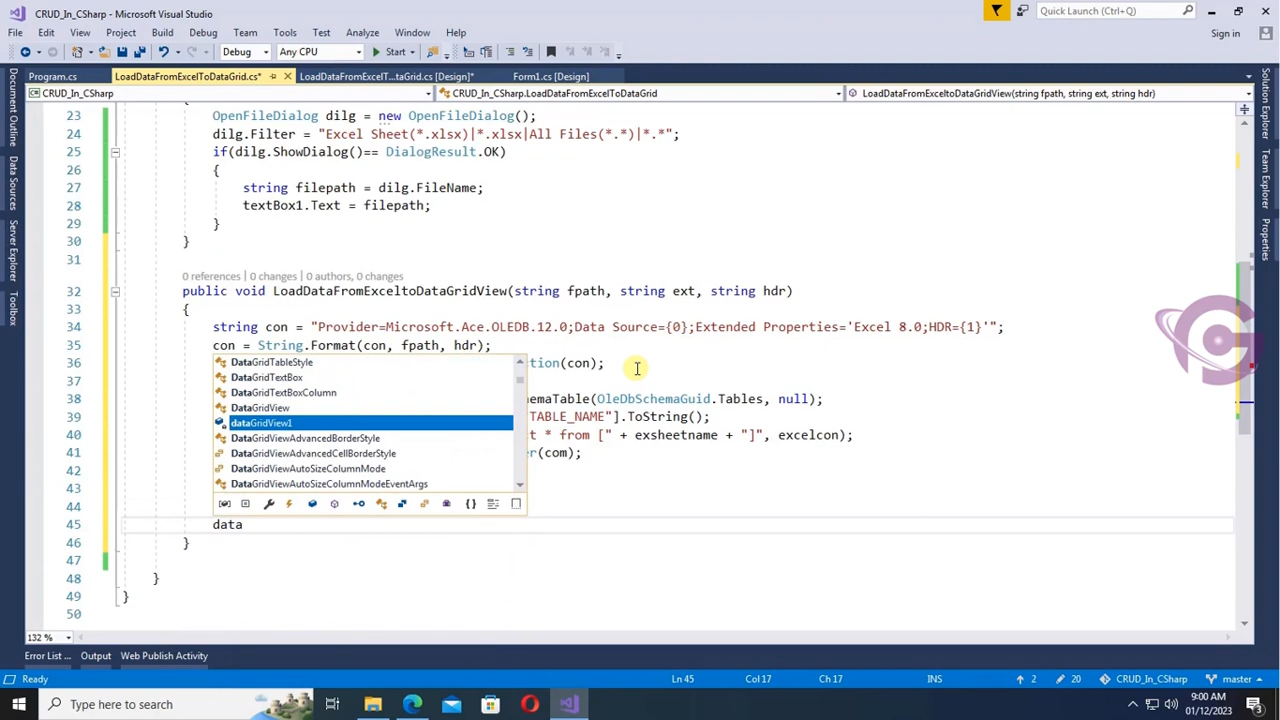 CRUD_In_CSharp - Microsoft Visual Studio
Quick Launch (Ctrl+Q)
File Edit View Project Build Debug Team Tools Test Analyze Window Help
Sign in
Debug Any CPU Start
Program.cs LoadDataFromExcelToDataGrid.cs* LoadDataFromExcelT...taGrid.cs [Design]* Form1.cs [Design]
CRUD_In_CSharp CRUD_In_CSharp.LoadDataFromExcelToDataGrid LoadDataFromExceltoDataGridView(string fpath, string ext, string hdr)
Document Outline
Data Sources
Server Explorer
Toolbox
Solution Explorer
Team Explorer
Properties
{
23 OpenFileDialog dilg = new OpenFileDialog();
24 dilg.Filter = "Excel Sheet(*.xlsx)|*.xlsx|All Files(*.*)|*.*";
25 if(dilg.ShowDialog()== DialogResult.OK)
26 {
27 string filepath = dilg.FileName;
28 textBox1.Text = filepath;
29 }
30 }
31
0 references | 0 changes | 0 authors, 0 changes
32 public void LoadDataFromExceltoDataGridView(string fpath, string ext, string hdr)
33 {
34 string con = "Provider=Microsoft.Ace.OLEDB.12.0;Data Source={0};Extended Properties='Excel 8.0;HDR={1}'";
35 con = String.Format(con, fpath, hdr);
36 tion(con);
37
38 hemaTable(OleDbSchemaGuid.Tables, null);
39 TABLE_NAME"].ToString();
40 t * from [" + exsheetname + "]", excelcon);
41 er(com);
42
43
44
45 data
46 }
47
48 }
49 }
50
DataGridTableStyle
DataGridTextBox
DataGridTextBoxColumn
DataGridView
dataGridView1
DataGridViewAdvancedBorderStyle
DataGridViewAdvancedCellBorderStyle
DataGridViewAutoSizeColumnMode
DataGridViewAutoSizeColumnModeEventArgs
132 %
Error List ... Output Web Publish Activity
Ready Ln 45 Col 17 Ch 17 INS 2 20 CRUD_In_CSharp master
Type here to search
9:00 AM
01/12/2023
3